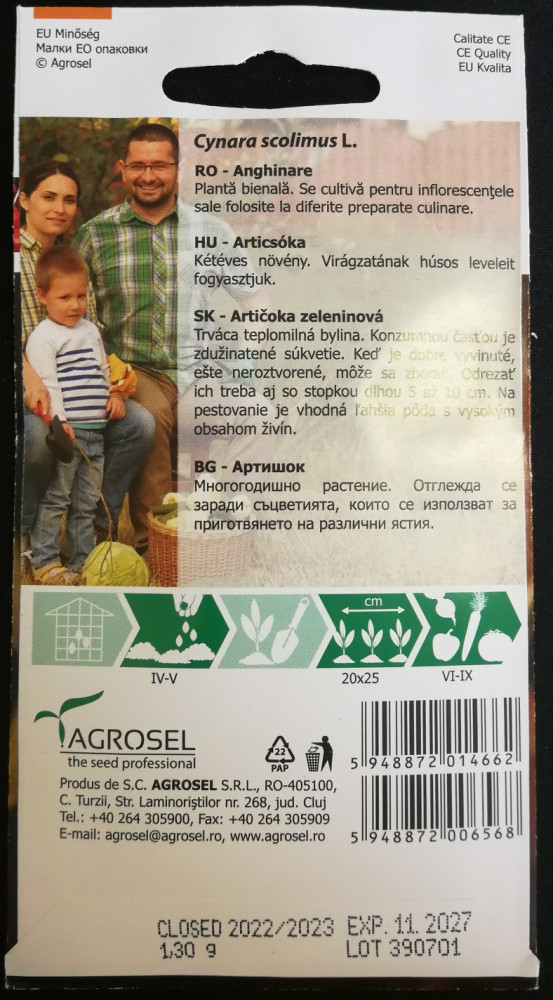 EU Minőség
Малки ЕО опаковки
© Agrosel
Calitate CE
CE Quality
EU Kvalita
Cynara scolimus L.
RO - Anghinare
Plantă bienală. Se cultivă pentru inflorescenţele
sale folosite la diferite preparate culinare.
HU - Articsóka
Kétéves növény. Virágzatának húsos leveleit
fogyasztjuk.
SK - Artičoka zeleninová
Trváca teplomilná bylina. Konzumnou časťou je
zdužinatené súkvetie. Keď je dobre vyvinuté,
ešte neroztvorené, môže sa zberať. Odrezať
ich treba aj so stopkou dlhou 5 až 10 cm. Na
pestovanie je vhodná ľahšia pôda s vysokým
obsahom živín.
BG - Артишок
Многогодишно растение. Отглежда се
заради съцветията, които се използват за
приготвянето на различни ястия.
cm
IV-V
20x25
VI-IX
AGROSEL
the seed professional
22
PAP
Produs de S.C. AGROSEL S.R.L., RO-405100,
C. Turzii, Str. Laminoriştilor nr. 268, jud. Cluj
Tel.: +40 264 305900, Fax: +40 264 305909
E-mail: agrosel@agrosel.ro, www.agrosel.ro
5 948872 014662
5 948872 006568
CLOSED 2022/2023 EXP. 11. 2027
1,30 g LOT 390701